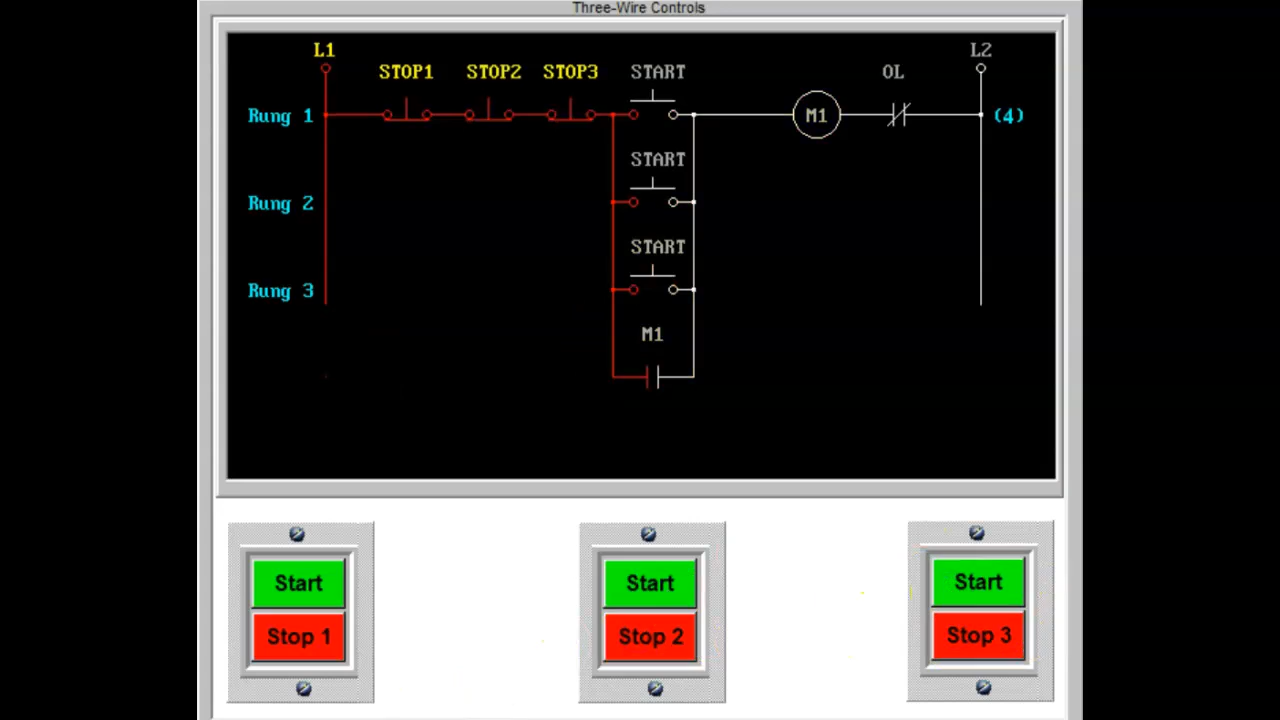 Three-Wire Controls
L1 L2
STOP1 STOP2 STOP3 START OL
Rung 1 M1 (4)
START
Rung 2
START
Rung 3
M1
Start Start Start
Stop 1 Stop 2 Stop 3